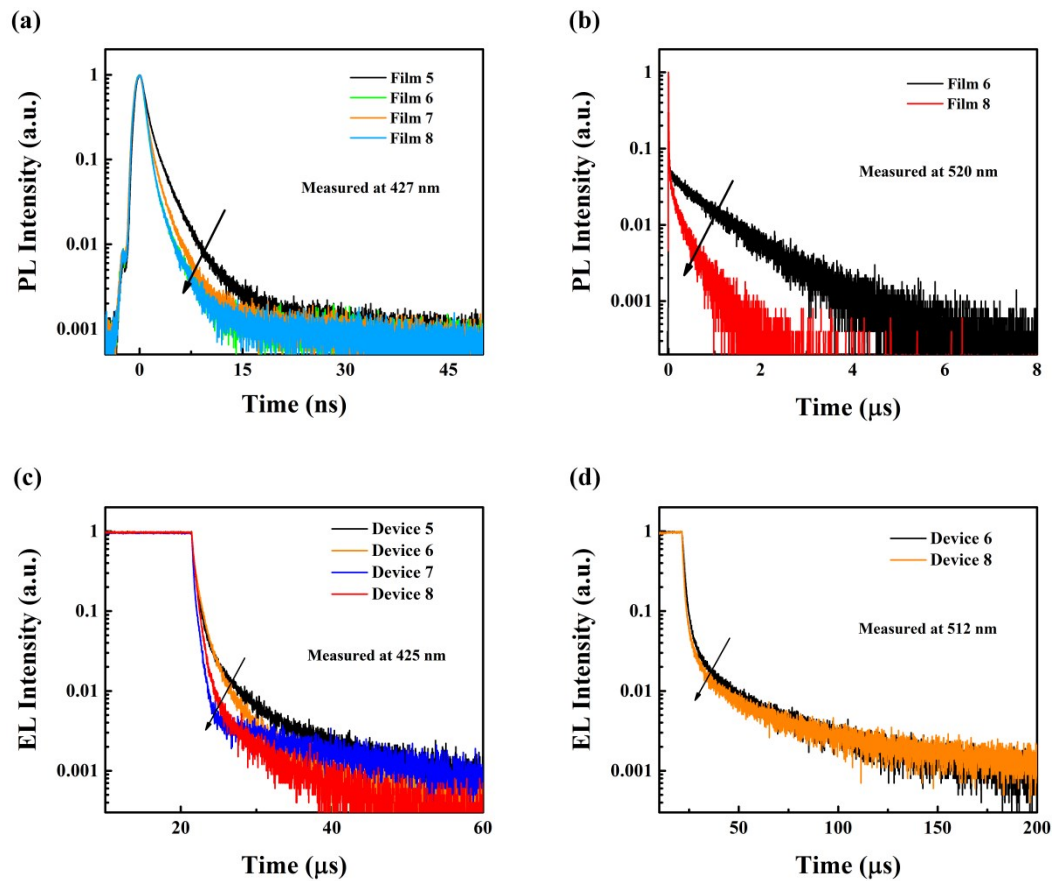 (a)
PL Intensity (a.u.)
1
0.1
0.01
0.001
Film 5
Film 6
Film 7
Film 8
Measured at 427 nm
0 15 30 45
Time (ns)
(b)
PL Intensity (a.u.)
1
0.1
0.01
0.001
Film 6
Film 8
Measured at 520 nm
0 2 4 6 8
Time (μs)
(c)
EL Intensity (a.u.)
1
0.1
0.01
0.001
Device 5
Device 6
Device 7
Device 8
Measured at 425 nm
20 40 60
Time (μs)
(d)
EL Intensity (a.u.)
1
0.1
0.01
0.001
Device 6
Device 8
Measured at 512 nm
50 100 150 200
Time (μs)